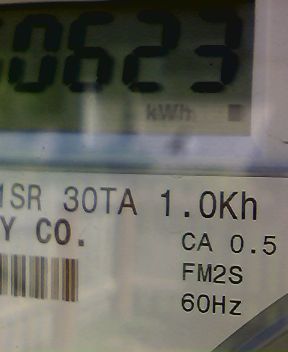 0623
kWh
1SR 30TA 1.0Kh
Y CO.
CA 0.5
FM2S
60Hz